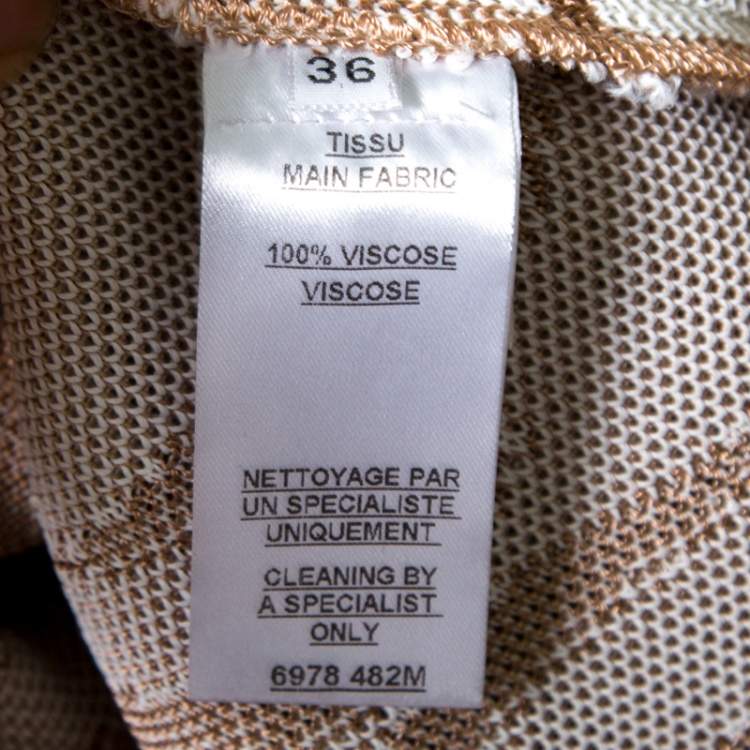 36
TISSU
MAIN FABRIC
100% VISCOSE
VISCOSE
NETTOYAGE PAR
UN SPECIALISTE
UNIQUEMENT
CLEANING BY
A SPECIALIST
ONLY
6978 482M